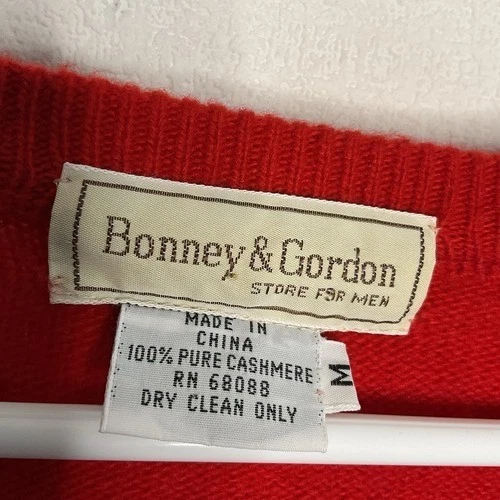 Bonney & Gordon
STORE FOR MEN
MADE IN
CHINA
100% PURE CASHMERE
RN 68088
DRY CLEAN ONLY
M